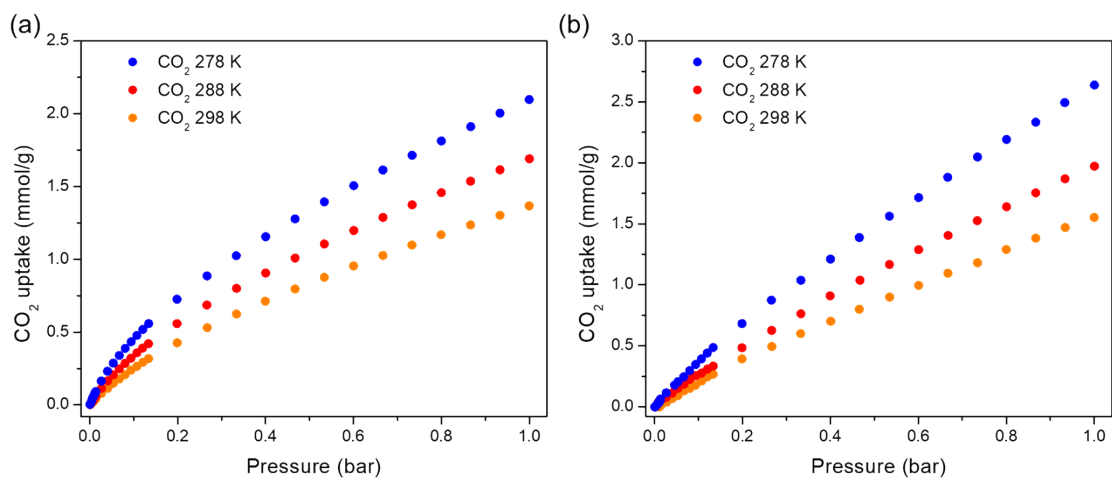 (a)
2.5
2.0
1.5
1.0
0.5
0.0
CO₂ uptake (mmol/g)
CO₂ 278 K
CO₂ 288 K
CO₂ 298 K
0.0 0.2 0.4 0.6 0.8 1.0
Pressure (bar)
(b)
3.0
2.5
2.0
1.5
1.0
0.5
0.0
CO₂ uptake (mmol/g)
CO₂ 278 K
CO₂ 288 K
CO₂ 298 K
0.0 0.2 0.4 0.6 0.8 1.0
Pressure (bar)